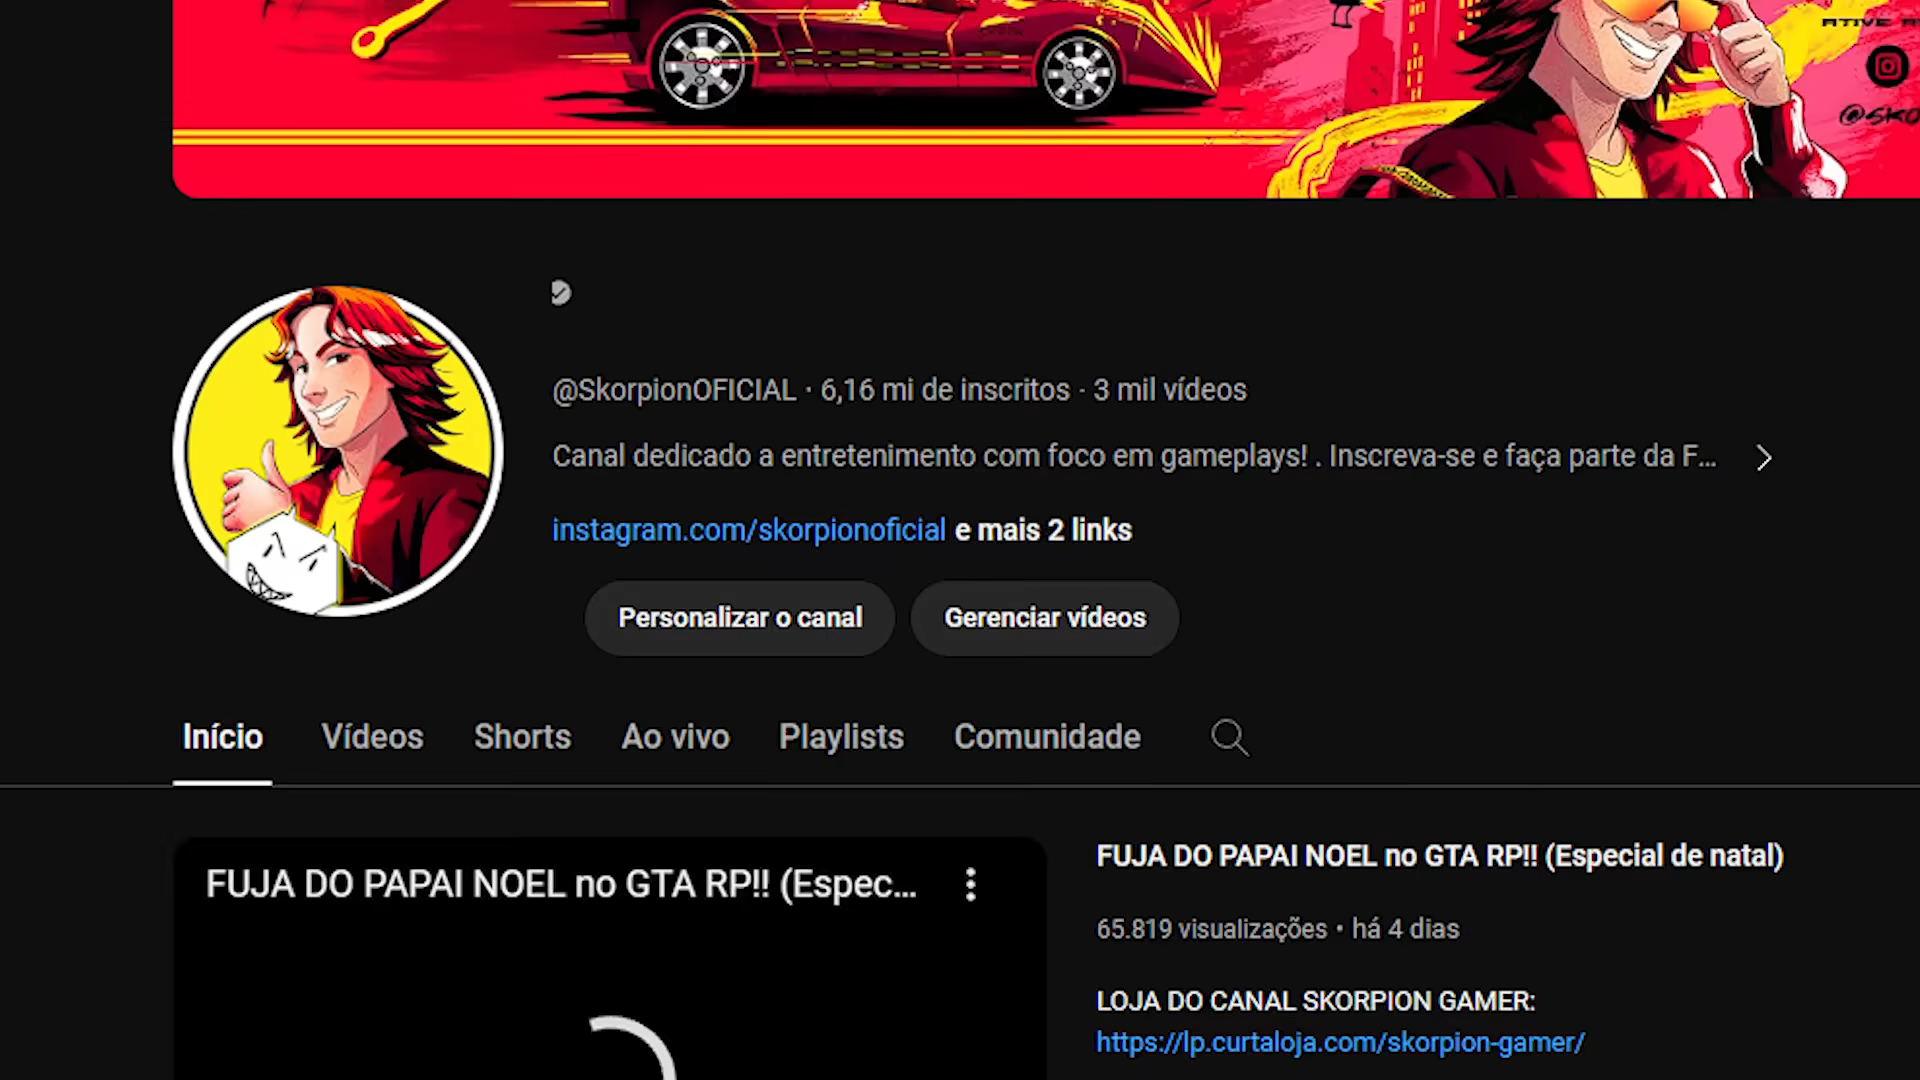 @SkorpionOFICIAL · 6,16 mi de inscritos · 3 mil vídeos
Canal dedicado a entretenimento com foco em gameplays! . Inscreva-se e faça parte da F...
instagram.com/skorpionoficial e mais 2 links
Personalizar o canal
Gerenciar vídeos
Início
Vídeos
Shorts
Ao vivo
Playlists
Comunidade
FUJA DO PAPAI NOEL no GTA RP!! (Espec...
FUJA DO PAPAI NOEL no GTA RP!! (Especial de natal)
65.819 visualizações • há 4 dias
LOJA DO CANAL SKORPION GAMER:
https://lp.curtaloja.com/skorpion-gamer/